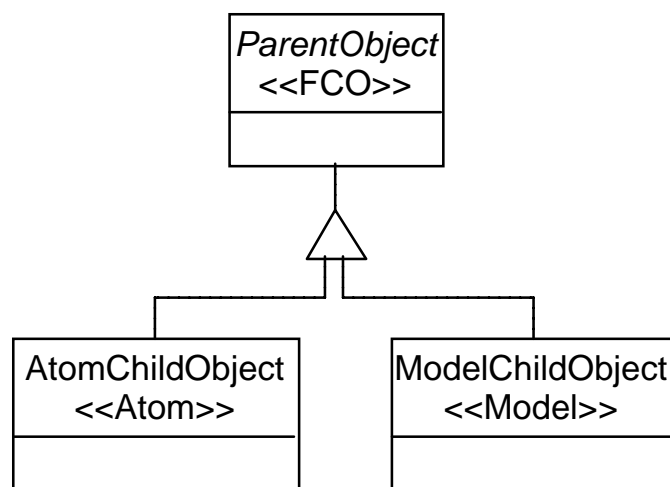 ParentObject
<<FCO>>
AtomChildObject
<<Atom>>
ModelChildObject
<<Model>>